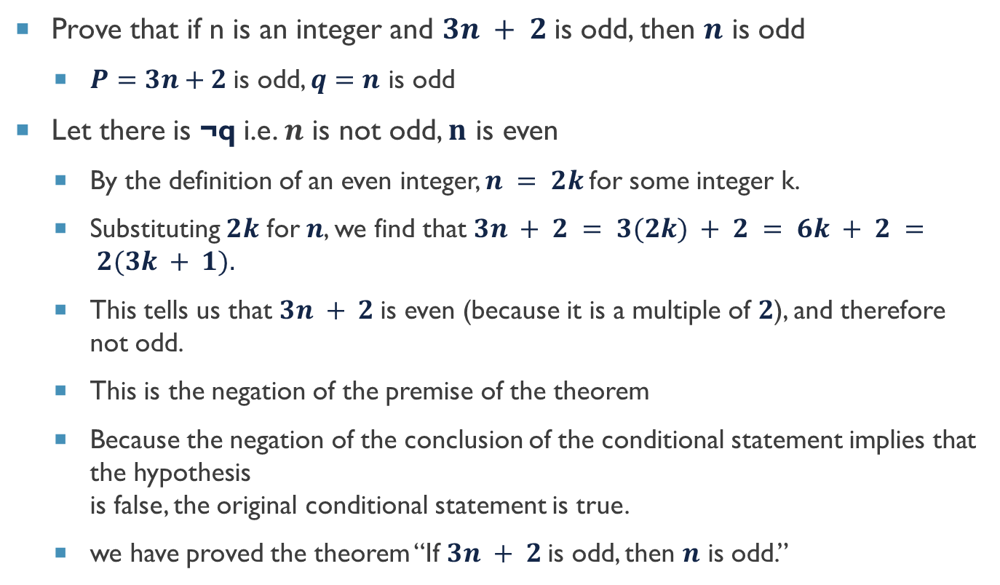 Prove that if n is an integer and 3n + 2 is odd, then n is odd
P = 3n + 2 is odd, q = n is odd
Let there is ¬q i.e. n is not odd, n is even
By the definition of an even integer, n = 2k for some integer k.
Substituting 2k for n, we find that 3n + 2 = 3(2k) + 2 = 6k + 2 =
2(3k + 1).
This tells us that 3n + 2 is even (because it is a multiple of 2), and therefore
not odd.
This is the negation of the premise of the theorem
Because the negation of the conclusion of the conditional statement implies that
the hypothesis
is false, the original conditional statement is true.
we have proved the theorem “If 3n + 2 is odd, then n is odd.”